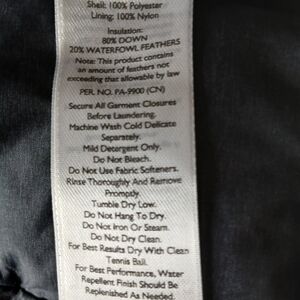 Shell: 100% Polyester
Lining: 100% Nylon
Insulation:
80% DOWN
20% WATERFOWL FEATHERS
Note: This product contains
an amount of feathers not
exceeding that allowable by law
PER. NO. PA-9900 (CN)
Secure All Garment Closures
Before Laundering.
Machine Wash Cold Delicate
Separately.
Mild Detergent Only.
Do Not Bleach.
Do Not Use Fabric Softeners.
Rinse Thoroughly And Remove
Promptly.
Tumble Dry Low.
Do Not Hang To Dry.
Do Not Iron Or Steam.
Do Not Dry Clean.
For Best Results Dry With Clean
Tennis Ball.
For Best Performance, Water
Repellent Finish Should Be
Replenished As Needed.